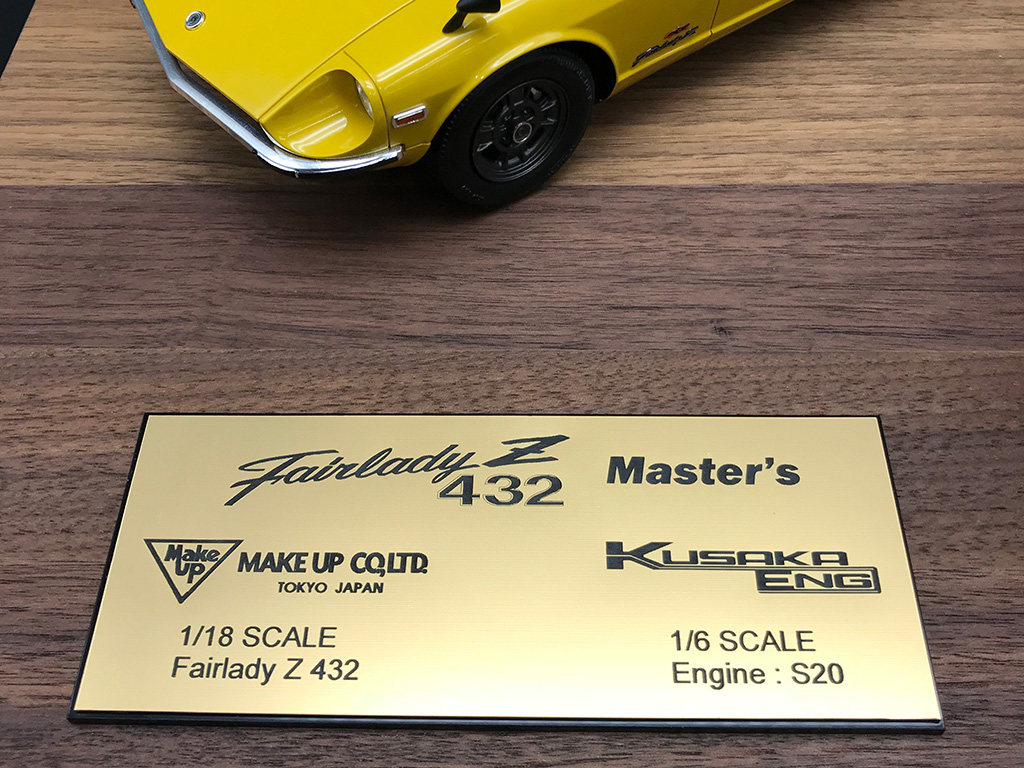 Fairlady Z
432
Master's
Make
Up
MAKE UP CO.,LTD.
TOKYO JAPAN
KUSAKA
ENG
1/18 SCALE
Fairlady Z 432
1/6 SCALE
Engine : S20